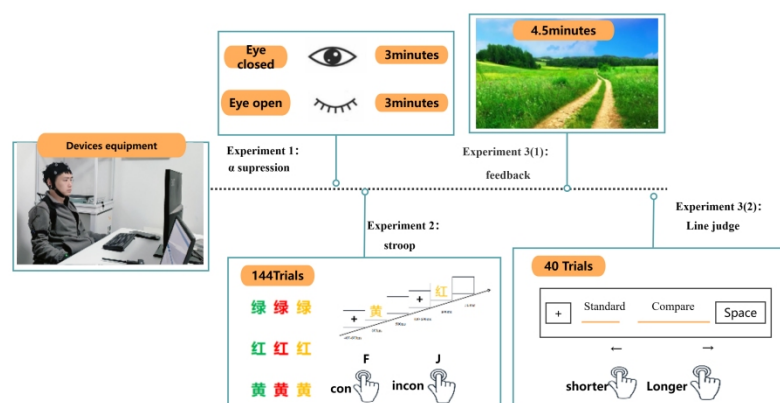 Eye
closed
3minutes
Eye open
3minutes
4.5minutes
Devices equipment
Experiment 1:
α supression
Experiment 3(1):
feedback
Experiment 2:
stroop
Experiment 3(2):
Line judge
144Trials
绿 绿 绿
红 红 红
黄 黄 黄
+ 黄 + 红
F J
con incon
40 Trials
+ Standard Compare Space
← →
shorter Longer